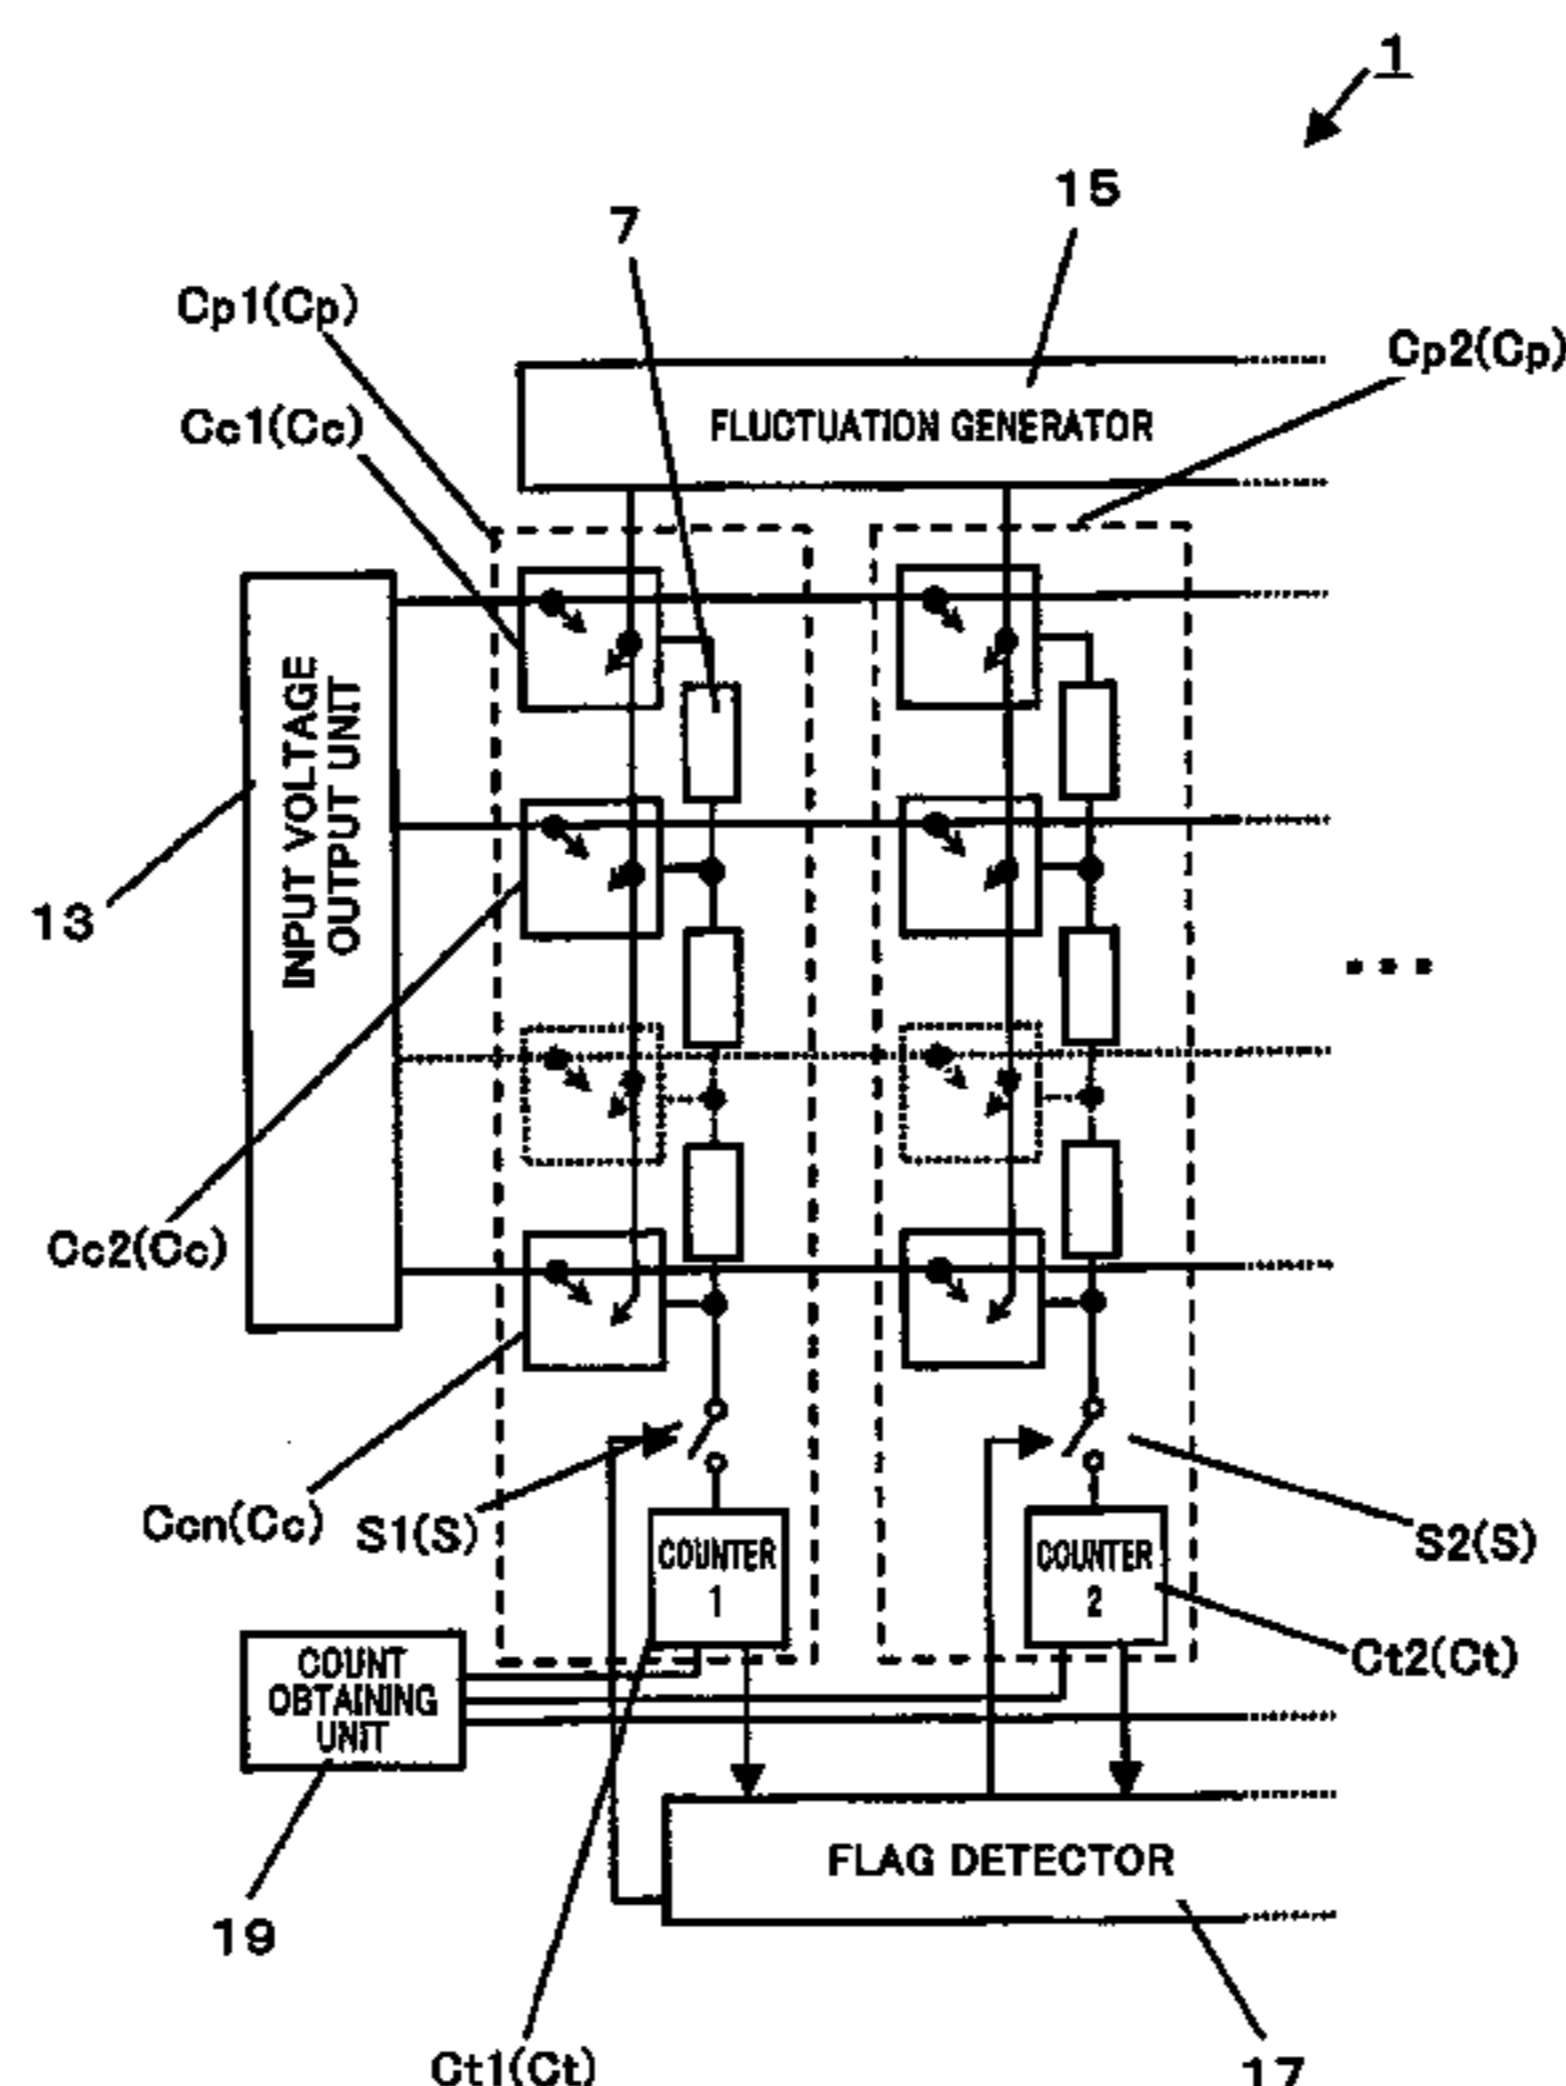 1
15
7
Cp1(Cp)
Cp2(Cp)
Cc1(Cc)
FLUCTUATION GENERATOR
INPUT VOLTAGE
OUTPUT UNIT
13
Cc2(Cc)
Ccn(Cc)
S1(S)
S2(S)
COUNTER
1
COUNTER
2
Ct2(Ct)
COUNT
OBTAINING
UNIT
FLAG DETECTOR
19
Ct1(Ct)
17